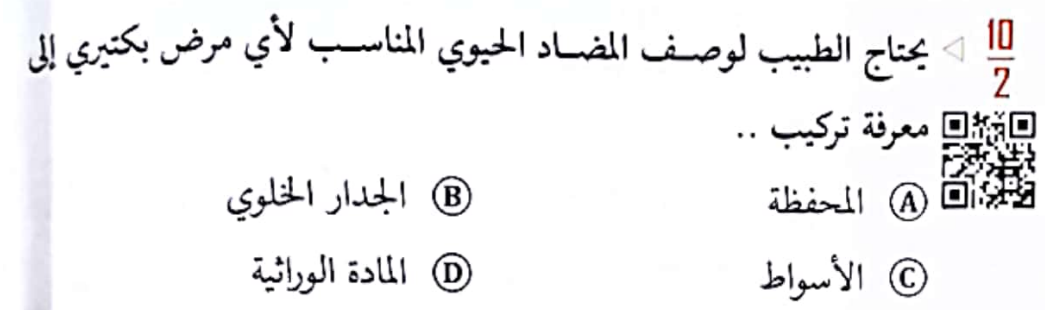 10/2 ◁ يحتاج الطبيب لوصف المضاد الحيوي المناسب لأي مرض بكتيري إلى
معرفة تركيب ..
Ⓐ المحفظة Ⓑ الجدار الخلوي
Ⓒ الأسواط Ⓓ المادة الوراثية